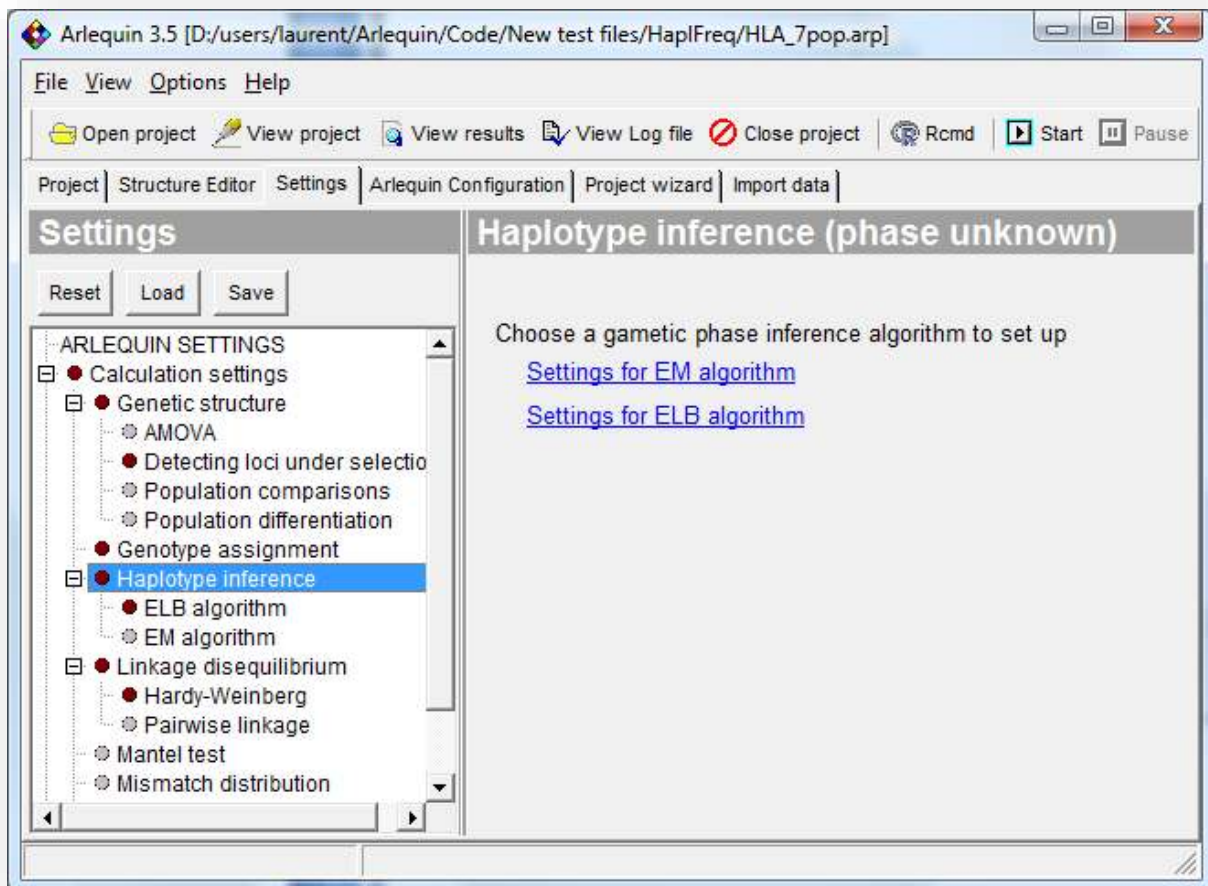 Arlequin 3.5 [D:/users/laurent/Arlequin/Code/New test files/HaplFreq/HLA_7pop.arp]
File View Options Help
Open project View project View results View Log file Close project Rcmd Start Pause
Project Structure Editor Settings Arlequin Configuration Project wizard Import data
Settings
Reset Load Save
ARLEQUIN SETTINGS
Calculation settings
Genetic structure
AMOVA
Detecting loci under selectio
Population comparisons
Population differentiation
Genotype assignment
Haplotype inference
ELB algorithm
EM algorithm
Linkage disequilibrium
Hardy-Weinberg
Pairwise linkage
Mantel test
Mismatch distribution
Haplotype inference (phase unknown)
Choose a gametic phase inference algorithm to set up
Settings for EM algorithm
Settings for ELB algorithm